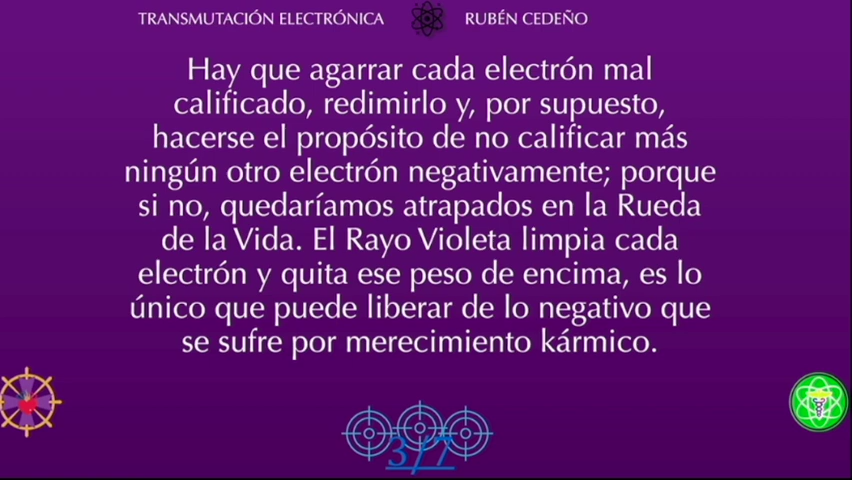 TRANSMUTACIÓN ELECTRÓNICA RUBÉN CEDEÑO
Hay que agarrar cada electrón mal
calificado, redimirlo y, por supuesto,
hacerse el propósito de no calificar más
ningún otro electrón negativamente; porque
si no, quedaríamos atrapados en la Rueda
de la Vida. El Rayo Violeta limpia cada
electrón y quita ese peso de encima, es lo
único que puede liberar de lo negativo que
se sufre por merecimiento kármico.
3/7